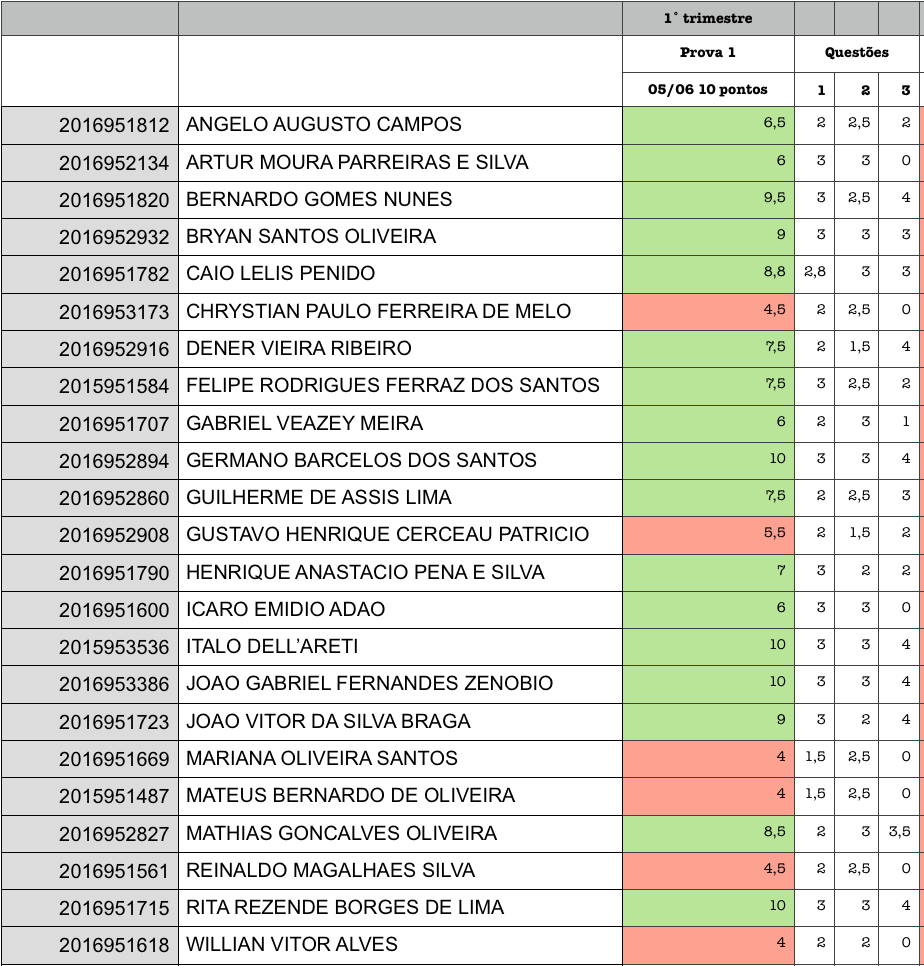 1° trimestre
Prova 1 Questões
05/06 10 pontos 1 2 3
2016951812 ANGELO AUGUSTO CAMPOS 6,5 2 2,5 2
2016952134 ARTUR MOURA PARREIRAS E SILVA 6 3 3 0
2016951820 BERNARDO GOMES NUNES 9,5 3 2,5 4
2016952932 BRYAN SANTOS OLIVEIRA 9 3 3 3
2016951782 CAIO LELIS PENIDO 8,8 2,8 3 3
2016953173 CHRYSTIAN PAULO FERREIRA DE MELO 4,5 2 2,5 0
2016952916 DENER VIEIRA RIBEIRO 7,5 2 1,5 4
2015951584 FELIPE RODRIGUES FERRAZ DOS SANTOS 7,5 3 2,5 2
2016951707 GABRIEL VEAZEY MEIRA 6 2 3 1
2016952894 GERMANO BARCELOS DOS SANTOS 10 3 3 4
2016952860 GUILHERME DE ASSIS LIMA 7,5 2 2,5 3
2016952908 GUSTAVO HENRIQUE CERCEAU PATRICIO 5,5 2 1,5 2
2016951790 HENRIQUE ANASTACIO PENA E SILVA 7 3 2 2
2016951600 ICARO EMIDIO ADAO 6 3 3 0
2015953536 ITALO DELL’ARETI 10 3 3 4
2016953386 JOAO GABRIEL FERNANDES ZENOBIO 10 3 3 4
2016951723 JOAO VITOR DA SILVA BRAGA 9 3 2 4
2016951669 MARIANA OLIVEIRA SANTOS 4 1,5 2,5 0
2015951487 MATEUS BERNARDO DE OLIVEIRA 4 1,5 2,5 0
2016952827 MATHIAS GONCALVES OLIVEIRA 8,5 2 3 3,5
2016951561 REINALDO MAGALHAES SILVA 4,5 2 2,5 0
2016951715 RITA REZENDE BORGES DE LIMA 10 3 3 4
2016951618 WILLIAN VITOR ALVES 4 2 2 0